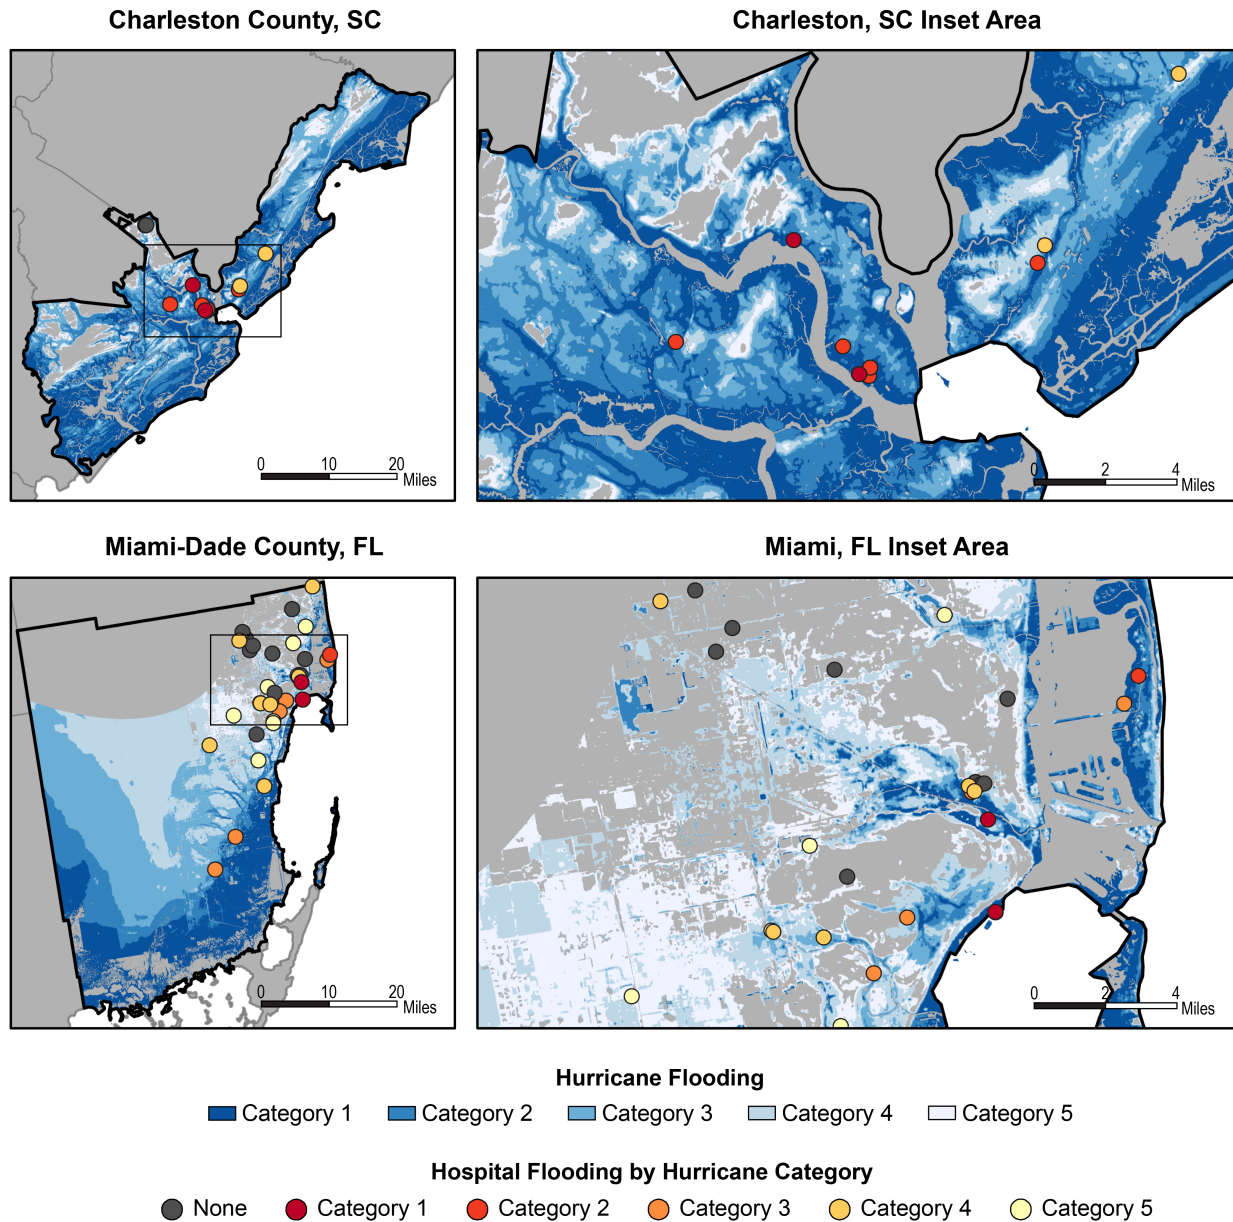 Charleston County, SC
Charleston, SC Inset Area
0 10 20
Miles
0 2 4
Miles
Miami-Dade County, FL
Miami, FL Inset Area
0 10 20
Miles
0 2 4
Miles
Hurricane Flooding
Category 1 Category 2 Category 3 Category 4 Category 5
Hospital Flooding by Hurricane Category
None Category 1 Category 2 Category 3 Category 4 Category 5